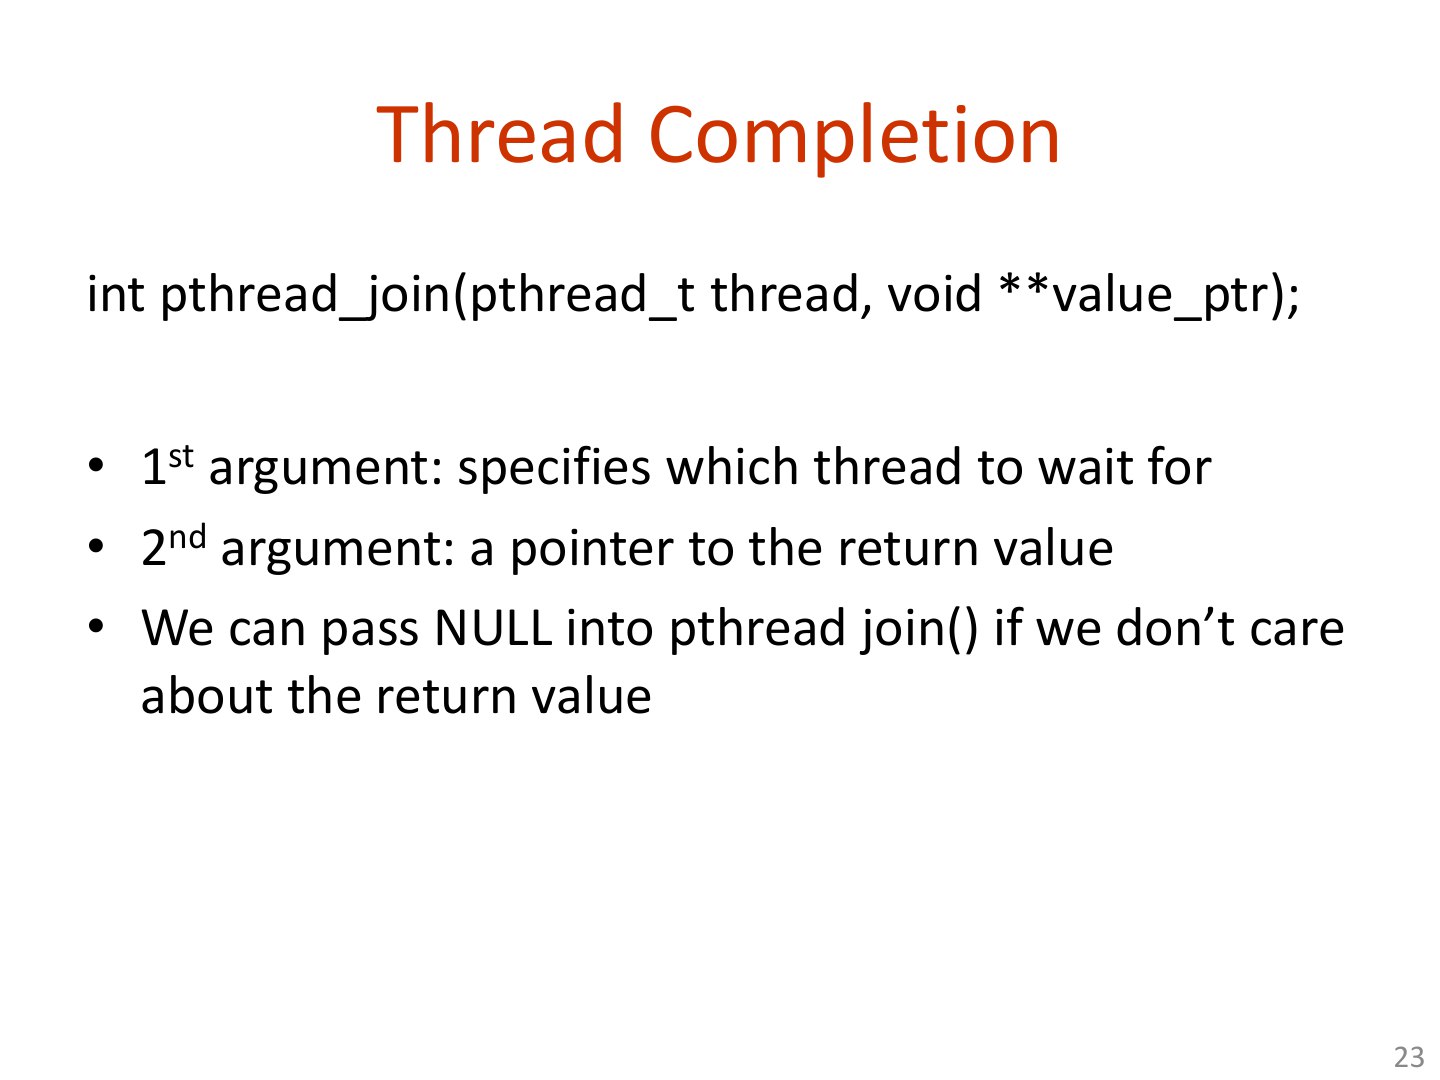 Thread Completion
int pthread_join(pthread_t thread, void **value_ptr);
• 1st argument: specifies which thread to wait for
• 2nd argument: a pointer to the return value
• We can pass NULL into pthread join() if we don’t care
about the return value
23